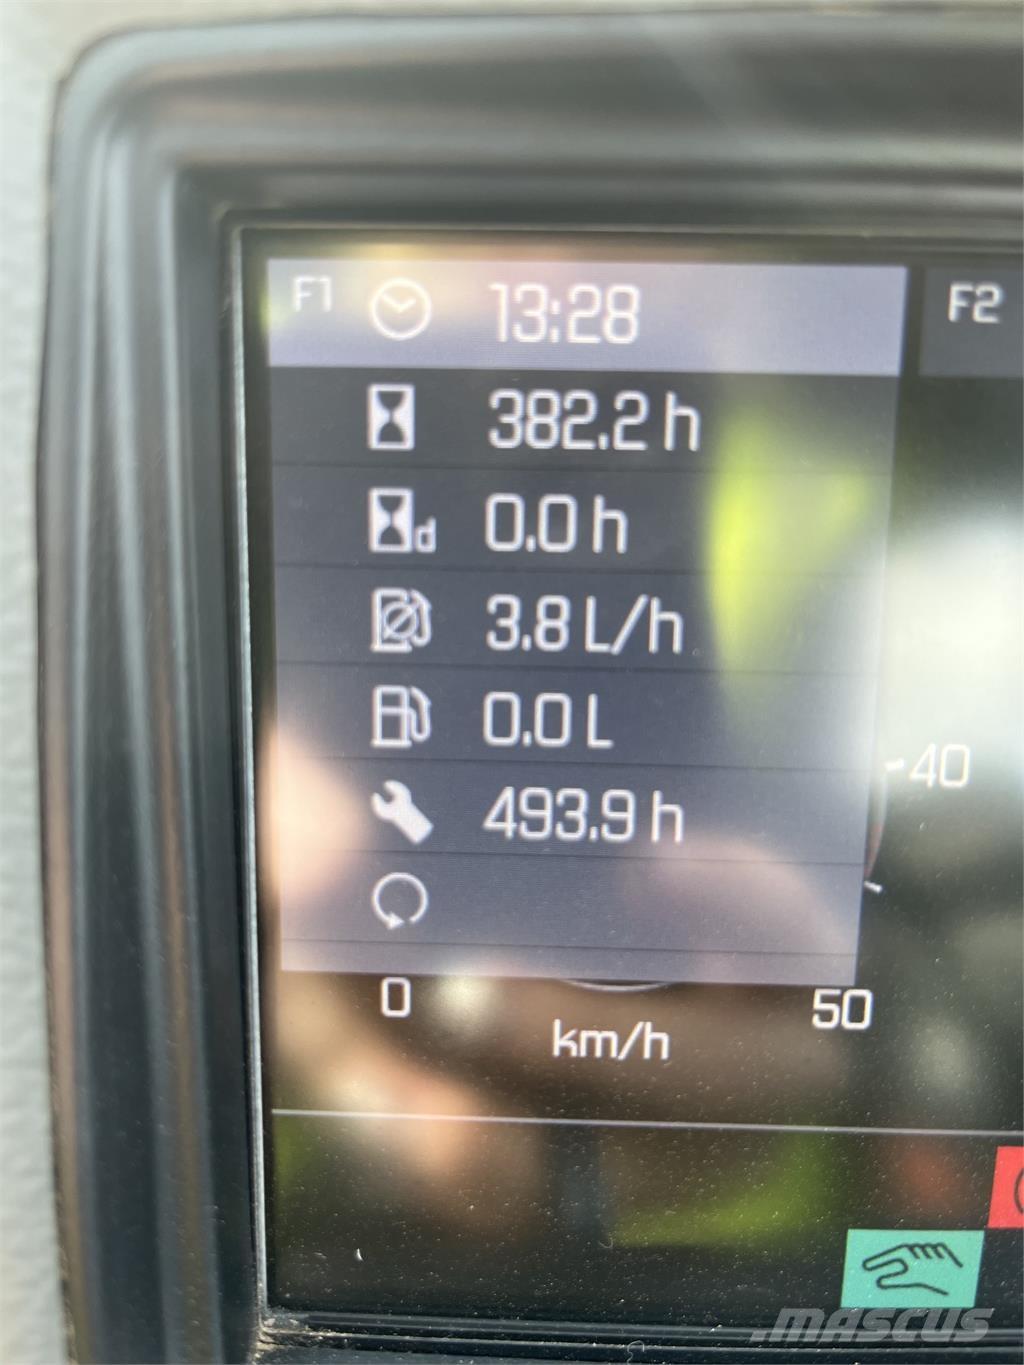 F1 13:28 F2
382.2 h
d 0.0 h
3.8 L/h
0.0 L
493.9 h
40
0 50
km/h
.MASCUS